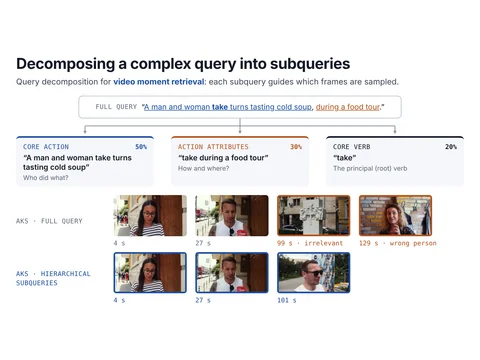 Decomposing a complex query into subqueries
Query decomposition for video moment retrieval: each subquery guides which frames are sampled.
FULL QUERY “A man and woman take turns tasting cold soup, during a food tour.”
CORE ACTION 50%
“A man and woman take turns
tasting cold soup”
Who did what?
ACTION ATTRIBUTES 30%
“take during a food tour”
How and where?
CORE VERB 20%
“take”
The principal (root) verb
AKS · FULL QUERY
4 s
27 s
99 s · irrelevant
129 s · wrong person
AKS · HIERARCHICAL
SUBQUERIES
4 s
27 s
101 s